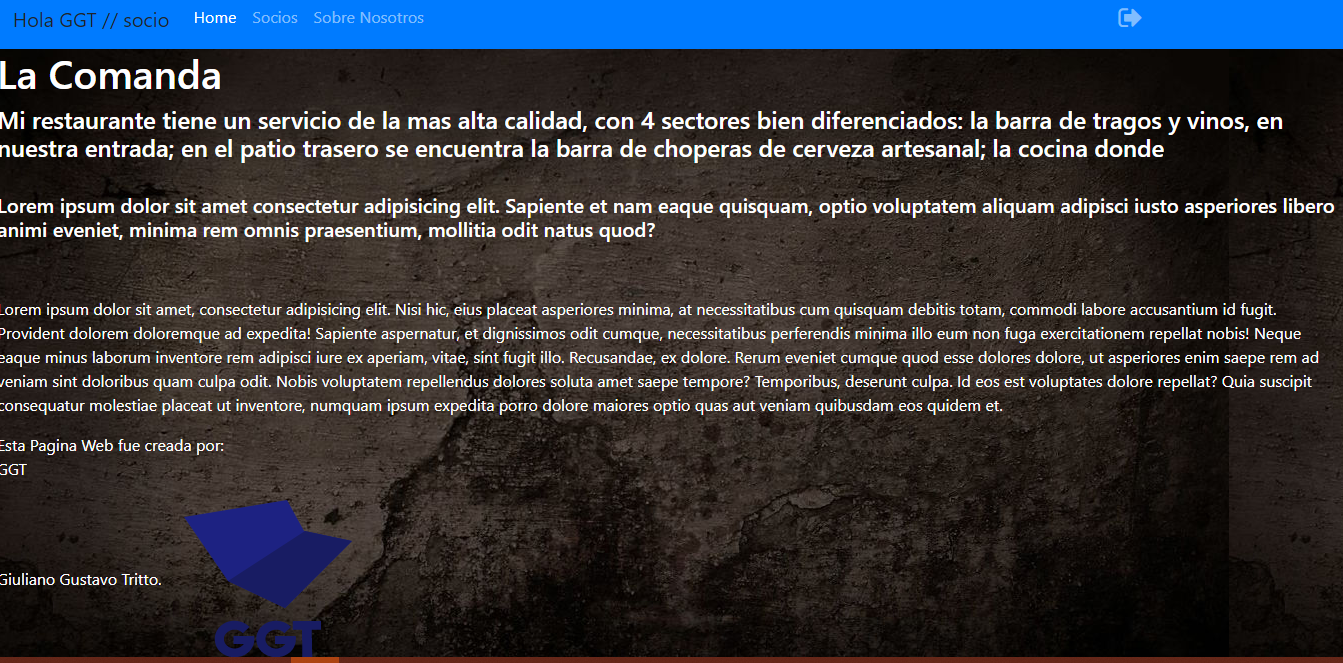 Hola GGT // socio Home Socios Sobre Nosotros
La Comanda
Mi restaurante tiene un servicio de la mas alta calidad, con 4 sectores bien diferenciados: la barra de tragos y vinos, en
nuestra entrada; en el patio trasero se encuentra la barra de choperas de cerveza artesanal; la cocina donde
Lorem ipsum dolor sit amet consectetur adipisicing elit. Sapiente et nam eaque quisquam, optio voluptatem aliquam adipisci iusto asperiores libero
animi eveniet, minima rem omnis praesentium, mollitia odit natus quod?
Lorem ipsum dolor sit amet, consectetur adipisicing elit. Nisi hic, eius placeat asperiores minima, at necessitatibus cum quisquam debitis totam, commodi labore accusantium id fugit.
Provident dolorem doloremque ad expedita! Sapiente aspernatur, et dignissimos odit cumque, necessitatibus perferendis minima illo eum non fuga exercitationem repellat nobis! Neque
eaque minus laborum inventore rem adipisci iure ex aperiam, vitae, sint fugit illo. Recusandae, ex dolore. Rerum eveniet cumque quod esse dolores dolore, ut asperiores enim saepe rem ad
veniam sint doloribus quam culpa odit. Nobis voluptatem repellendus dolores soluta amet saepe tempore? Temporibus, deserunt culpa. Id eos est voluptates dolore repellat? Quia suscipit
consequatur molestiae placeat ut inventore, numquam ipsum expedita porro dolore maiores optio quas aut veniam quibusdam eos quidem et.
Esta Pagina Web fue creada por:
GGT
Giuliano Gustavo Tritto.
GGT